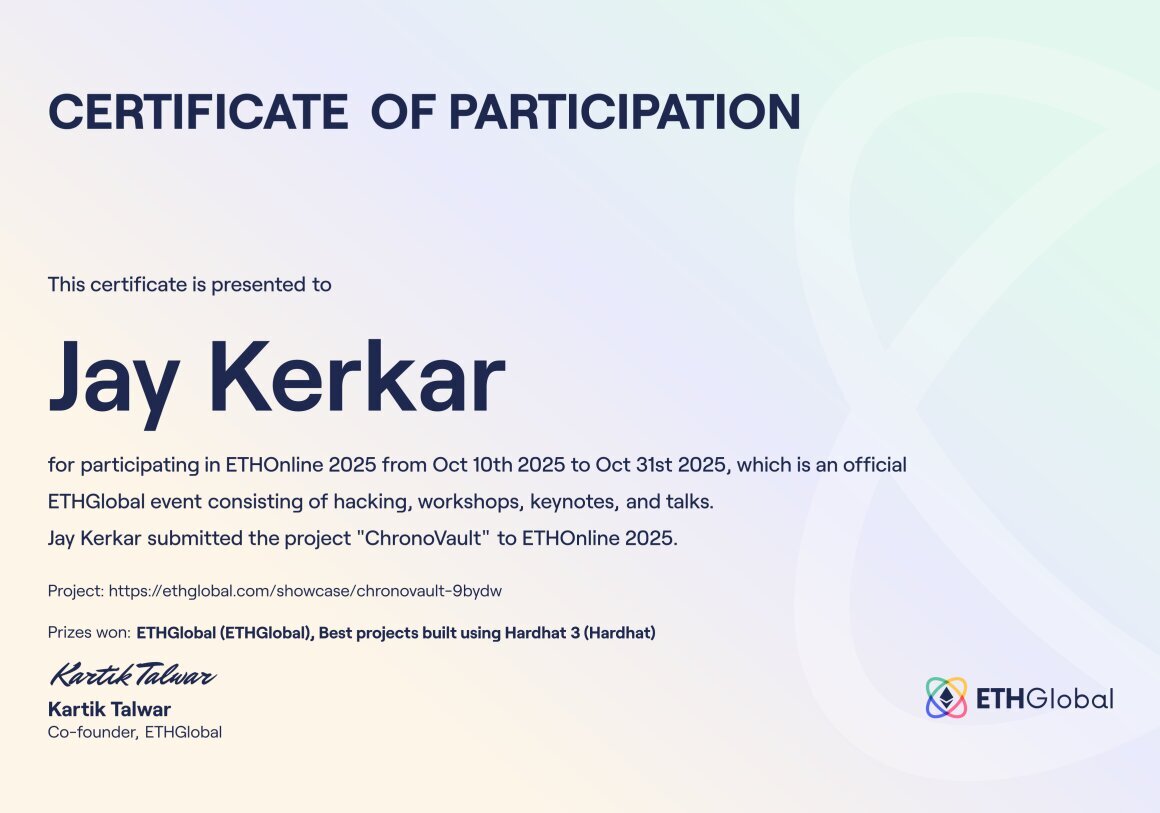 CERTIFICATE OF PARTICIPATION
This certificate is presented to
Jay Kerkar
for participating in ETHOnline 2025 from Oct 10th 2025 to Oct 31st 2025, which is an official
ETHGlobal event consisting of hacking, workshops, keynotes, and talks.
Jay Kerkar submitted the project "ChronoVault" to ETHOnline 2025.
Project: https://ethglobal.com/showcase/chronovault-9bydw
Prizes won: ETHGlobal (ETHGlobal), Best projects built using Hardhat 3 (Hardhat)
Kartik Talwar
Kartik Talwar
Co-founder, ETHGlobal
ETHGlobal